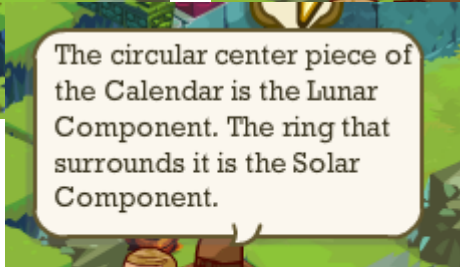 The circular center piece of
the Calendar is the Lunar
Component. The ring that
surrounds it is the Solar
Component.